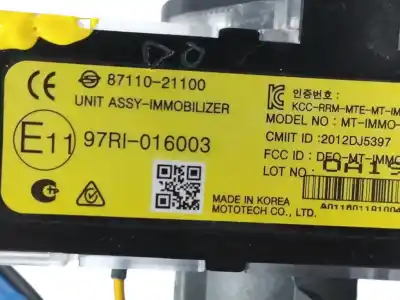 DO
CE
87110-21100
UNIT ASSY-IMMOBILIZER
E11
97RI-016003
MADE IN KOREA
MOTOTECH CO., LTD.
인증번호:
KCC-RRM-MTE-MT-IM
MODEL NO: MT-IMMO-
CMIIT ID :2012DJ5397
FCC ID: DEO-MT-IMMO
LOT NO: